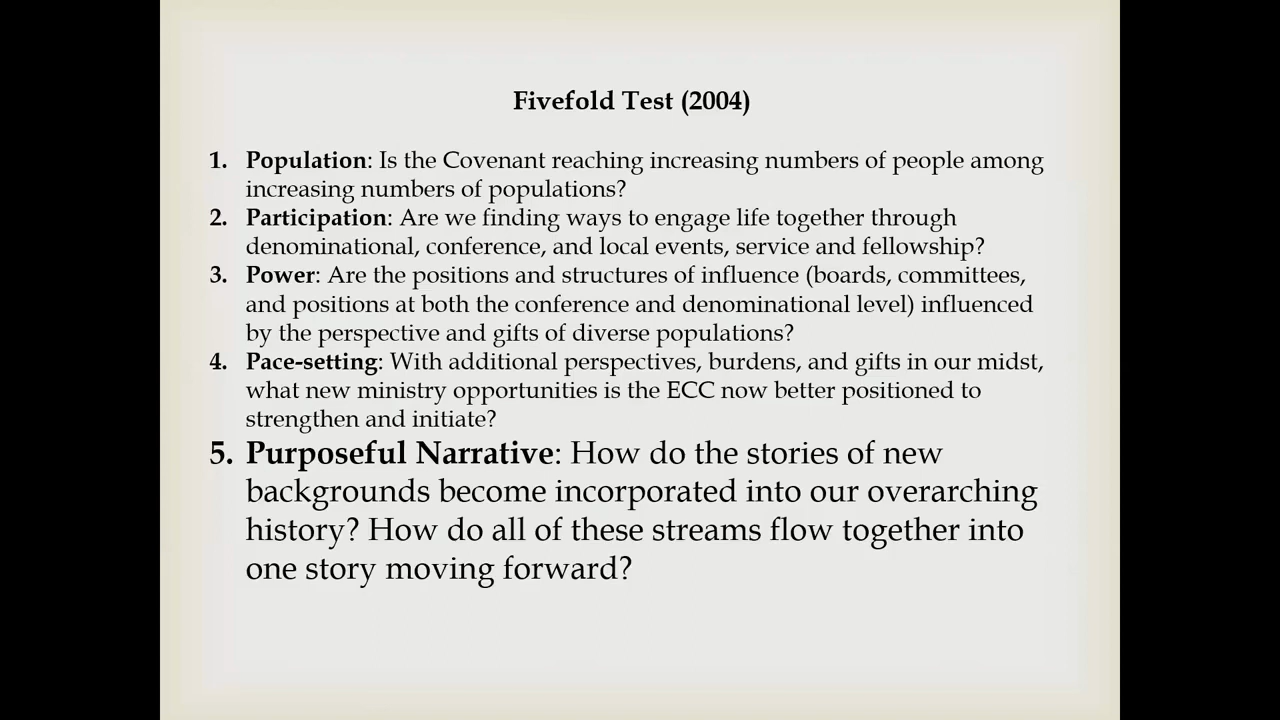 Fivefold Test (2004)
1. Population: Is the Covenant reaching increasing numbers of people among
increasing numbers of populations?
2. Participation: Are we finding ways to engage life together through
denominational, conference, and local events, service and fellowship?
3. Power: Are the positions and structures of influence (boards, committees,
and positions at both the conference and denominational level) influenced
by the perspective and gifts of diverse populations?
4. Pace-setting: With additional perspectives, burdens, and gifts in our midst,
what new ministry opportunities is the ECC now better positioned to
strengthen and initiate?
5. Purposeful Narrative: How do the stories of new
backgrounds become incorporated into our overarching
history? How do all of these streams flow together into
one story moving forward?